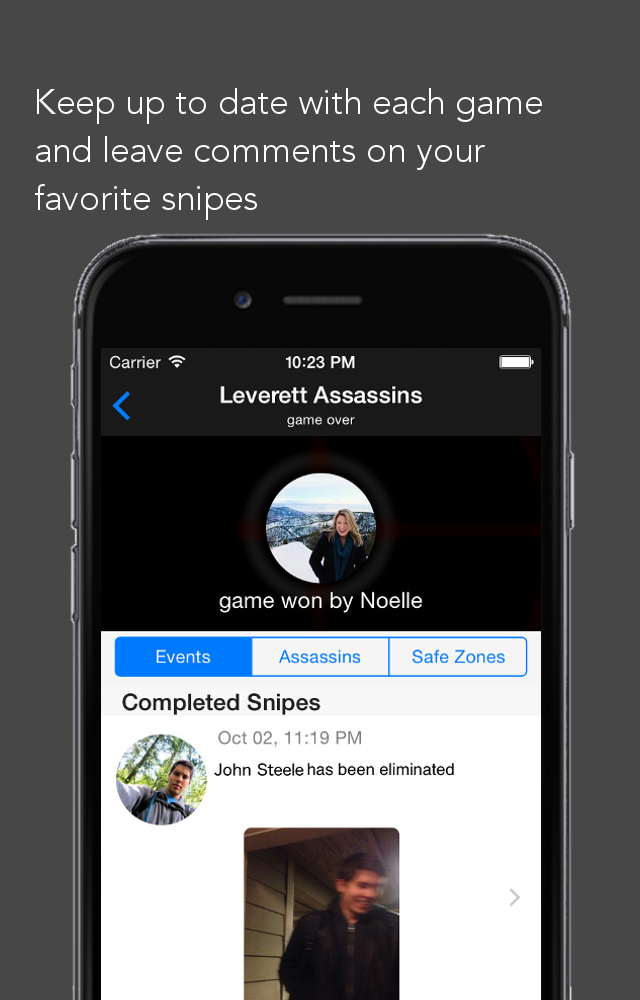 Keep up to date with each game
and leave comments on your
favorite snipes
Carrier 10:23 PM
Leverett Assassins
game over
game won by Noelle
Events Assassins Safe Zones
Completed Snipes
Oct 02, 11:19 PM
John Steele has been eliminated